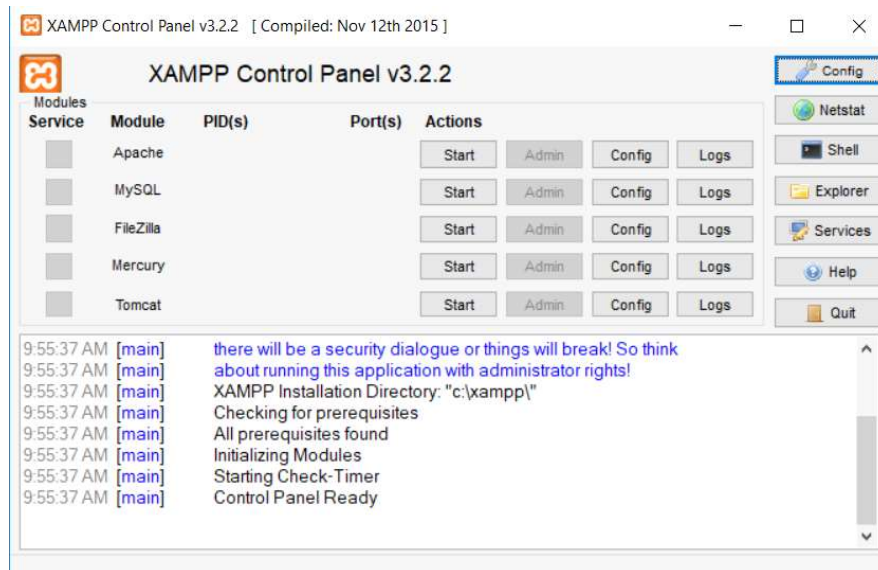 XAMPP Control Panel v3.2.2 [ Compiled: Nov 12th 2015 ]
XAMPP Control Panel v3.2.2
Config
Modules
Service Module PID(s) Port(s) Actions
Netstat
Apache Start Admin Config Logs
Shell
MySQL Start Admin Config Logs
Explorer
FileZilla Start Admin Config Logs
Services
Mercury Start Admin Config Logs
Help
Tomcat Start Admin Config Logs
Quit
9:55:37 AM [main] there will be a security dialogue or things will break! So think
9:55:37 AM [main] about running this application with administrator rights!
9:55:37 AM [main] XAMPP Installation Directory: "c:\xampp\"
9:55:37 AM [main] Checking for prerequisites
9:55:37 AM [main] All prerequisites found
9:55:37 AM [main] Initializing Modules
9:55:37 AM [main] Starting Check-Timer
9:55:37 AM [main] Control Panel Ready